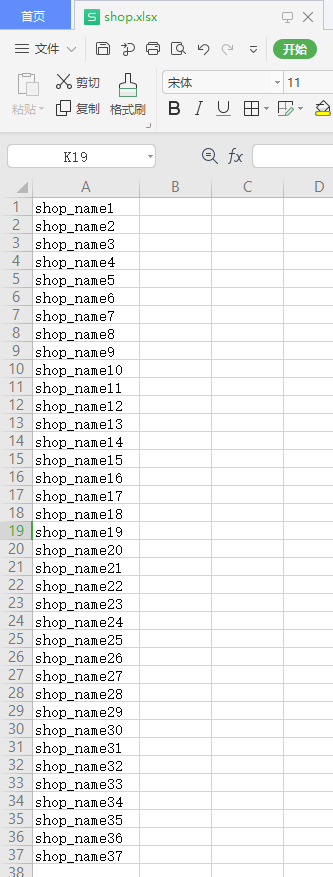 首页
S shop.xlsx
文件
开始
粘贴
剪切
复制
格式刷
宋体
11
B I U A
K19
fx
A B C D
1 shop_name1
2 shop_name2
3 shop_name3
4 shop_name4
5 shop_name5
6 shop_name6
7 shop_name7
8 shop_name8
9 shop_name9
10 shop_name10
11 shop_name11
12 shop_name12
13 shop_name13
14 shop_name14
15 shop_name15
16 shop_name16
17 shop_name17
18 shop_name18
19 shop_name19
20 shop_name20
21 shop_name21
22 shop_name22
23 shop_name23
24 shop_name24
25 shop_name25
26 shop_name26
27 shop_name27
28 shop_name28
29 shop_name29
30 shop_name30
31 shop_name31
32 shop_name32
33 shop_name33
34 shop_name34
35 shop_name35
36 shop_name36
37 shop_name37
38